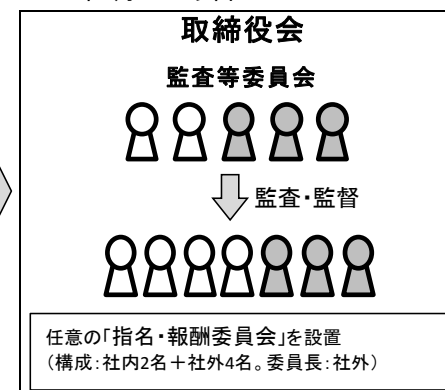 取締役会
監査等委員会
監査・監督
任意の「指名・報酬委員会」を設置
（構成：社内2名＋社外4名。委員長：社外）